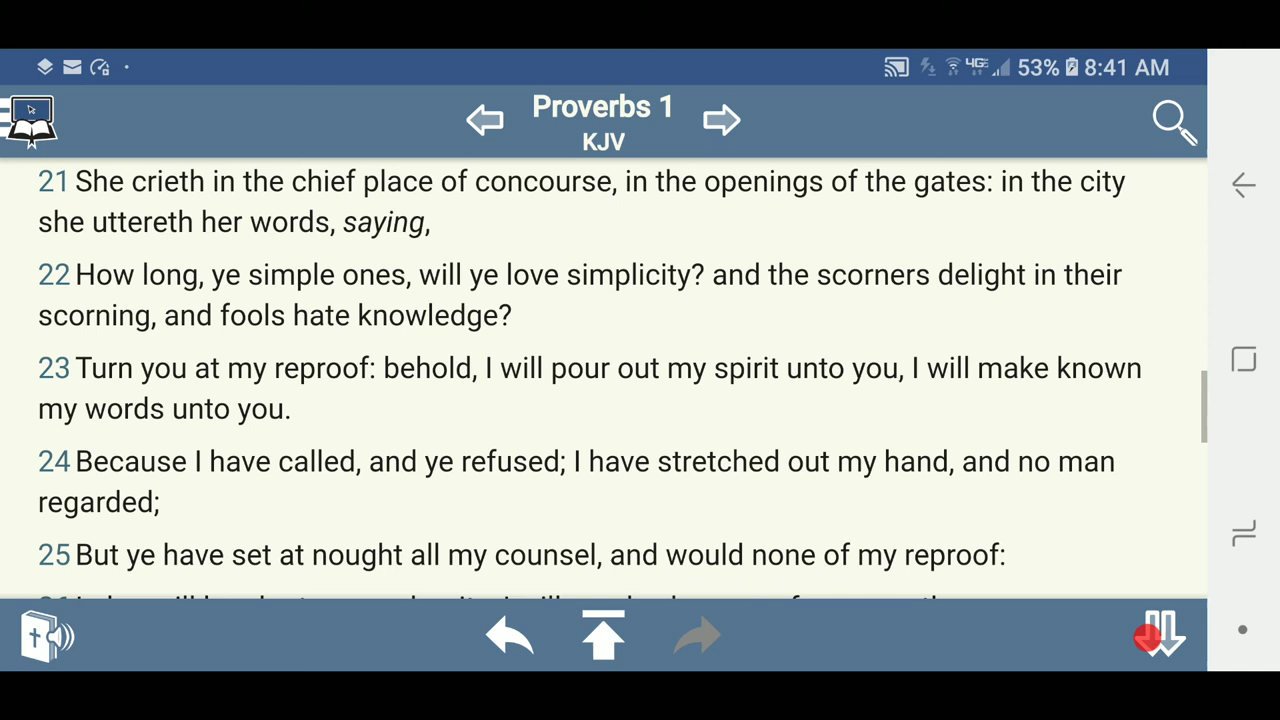 4GE 53% 8:41 AM
Proverbs 1
KJV
21 She crieth in the chief place of concourse, in the openings of the gates: in the city
she uttereth her words, saying,
22 How long, ye simple ones, will ye love simplicity? and the scorners delight in their
scorning, and fools hate knowledge?
23 Turn you at my reproof: behold, I will pour out my spirit unto you, I will make known
my words unto you.
24 Because I have called, and ye refused; I have stretched out my hand, and no man
regarded;
25 But ye have set at nought all my counsel, and would none of my reproof: